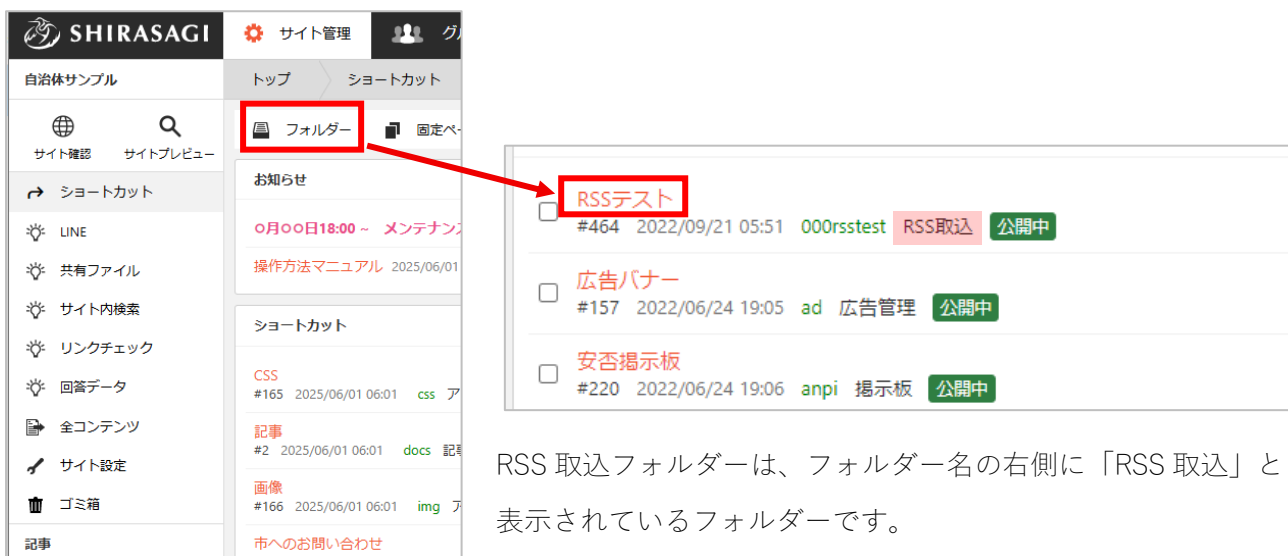 SHIRASAGI
サイト管理
自治体サンプル
トップ ショートカット
サイト確認 サイトプレビュー
フォルダー
ショートカット
LINE
共有ファイル
サイト内検索
リンクチェック
回答データ
全コンテンツ
サイト設定
ゴミ箱
記事
お知らせ
○月○○日18:00 ~ メンテナンス
操作方法マニュアル 2025/06/01
ショートカット
CSS
#165 2025/06/01 06:01 css
記事
#2 2025/06/01 06:01 docs 記事
画像
#166 2025/06/01 06:01 img
市へのお問い合わせ
RSSテスト
#464 2022/09/21 05:51 000rsstest RSS取込 公開中
広告バナー
#157 2022/06/24 19:05 ad 広告管理 公開中
安否掲示板
#220 2022/06/24 19:06 anpi 掲示板 公開中
RSS 取込フォルダーは、フォルダー名の右側に「RSS 取込」と
表示されているフォルダーです。